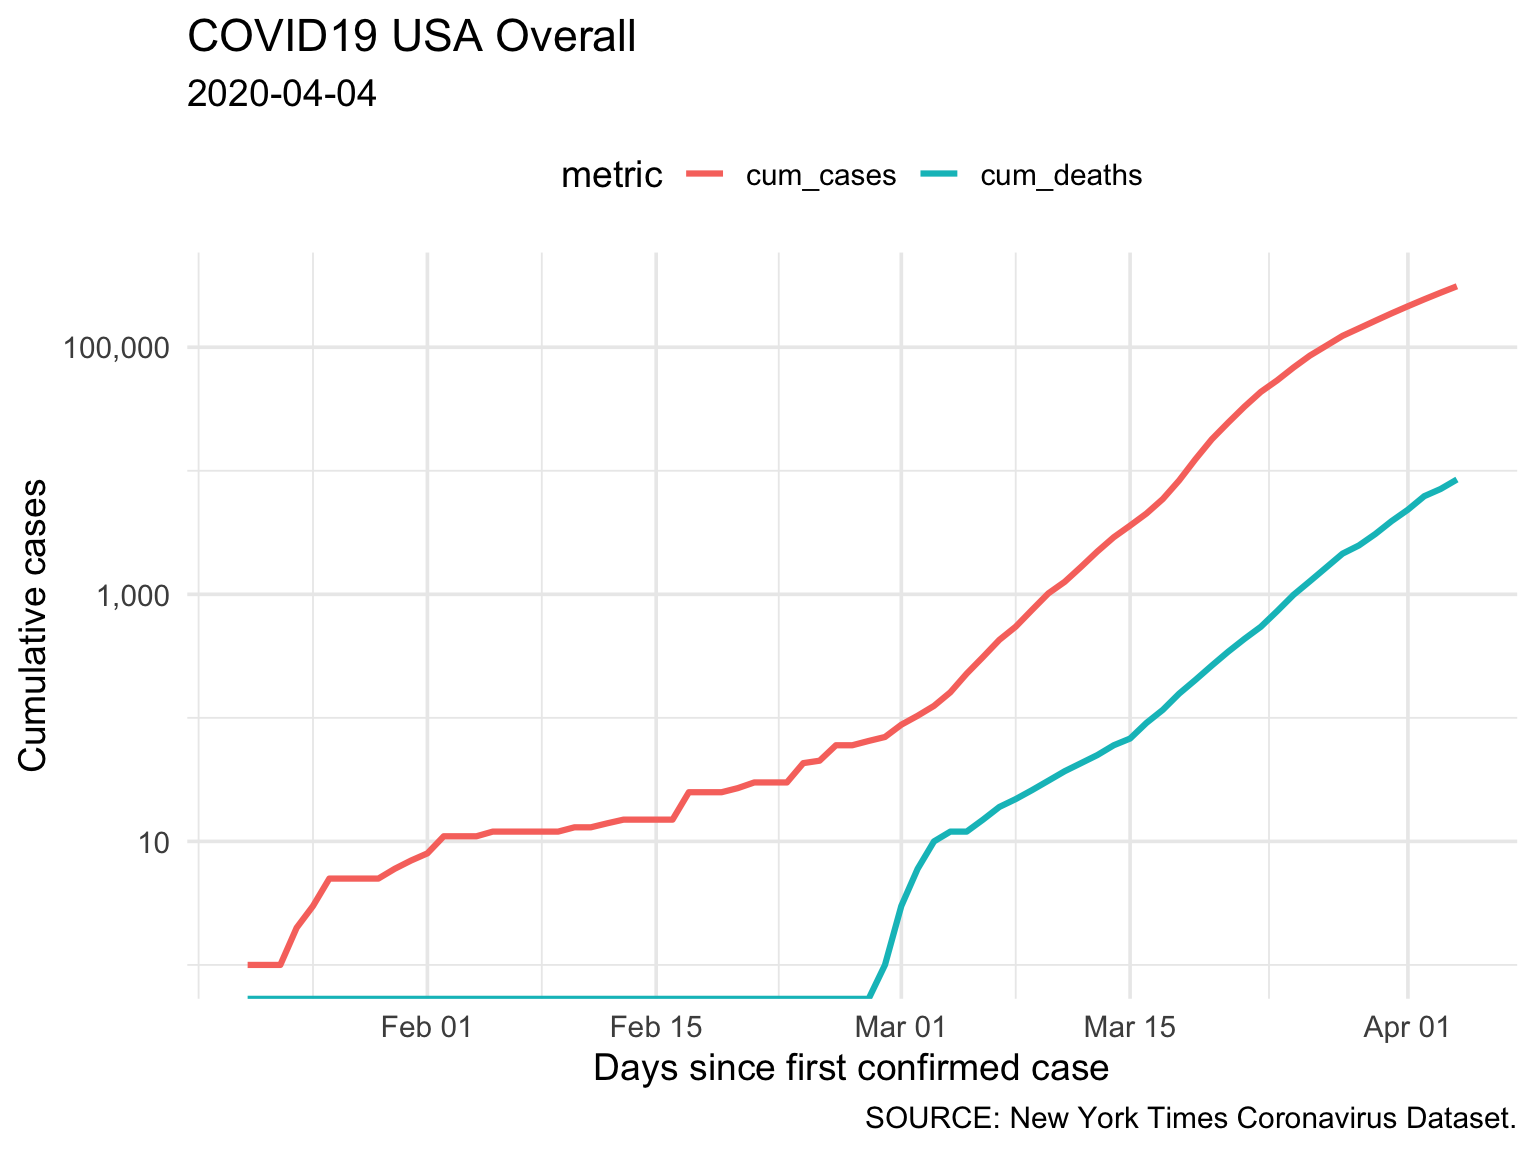 COVID19 USA Overall
2020-04-04
metric cum_cases cum_deaths
Cumulative cases
100,000
1,000
10
Feb 01 Feb 15 Mar 01 Mar 15 Apr 01
Days since first confirmed case
SOURCE: New York Times Coronavirus Dataset.